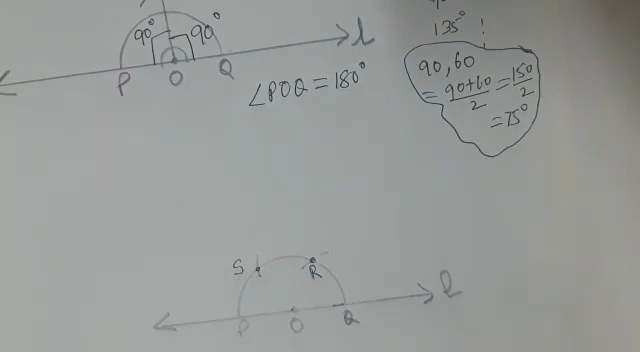 135° !
90° 90°
l
P O Q
∠POQ = 180°
90, 60
= 90+60/2 = 150/2
= 75°
S R
l
P O Q